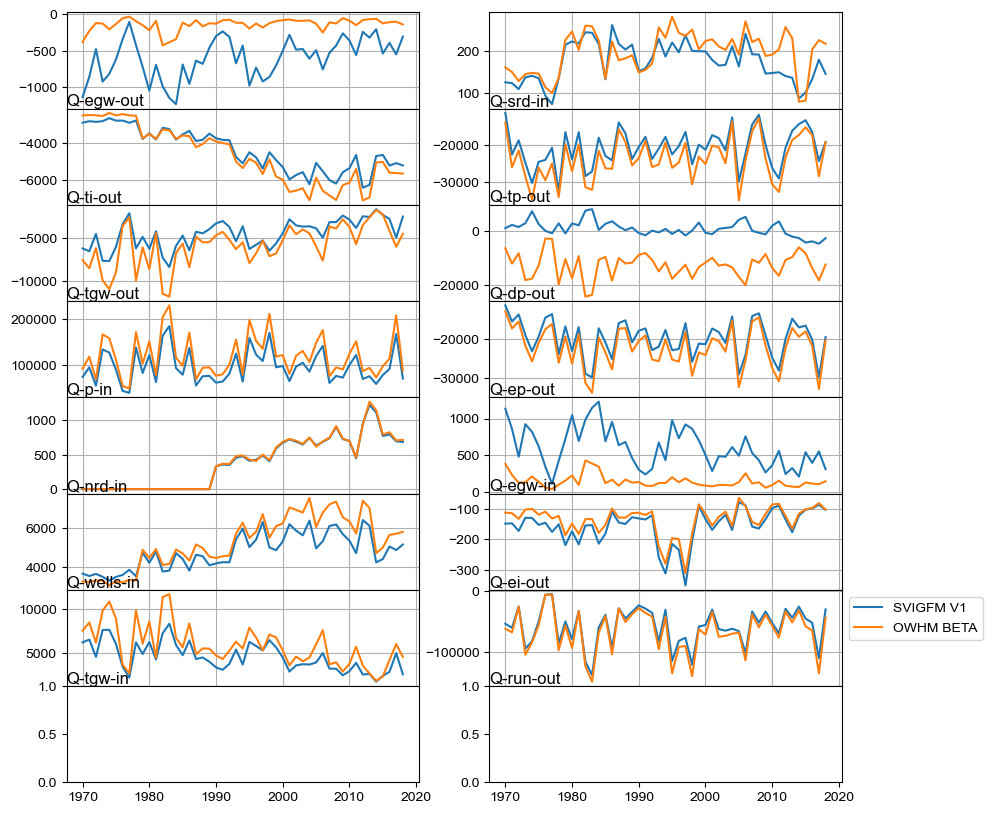 0
−500
−1000
Q-egw-out
−4000
−6000
Q-ti-out
−5000
−10000
Q-tgw-out
200000
100000
Q-p-in
1000
500
0
Q-nrd-in
6000
4000
Q-wells-in
10000
5000
Q-tgw-in
1.0
0.5
0.0
1970 1980 1990 2000 2010 2020
200
100
Q-srd-in
−20000
−30000
Q-tp-out
0
−20000
Q-dp-out
−20000
−30000
Q-ep-out
1000
500
0
Q-egw-in
−100
−200
−300
Q-ei-out
0
−100000
Q-run-out
1.0
0.5
0.0
1970 1980 1990 2000 2010 2020
SVIGFM V1
OWHM BETA